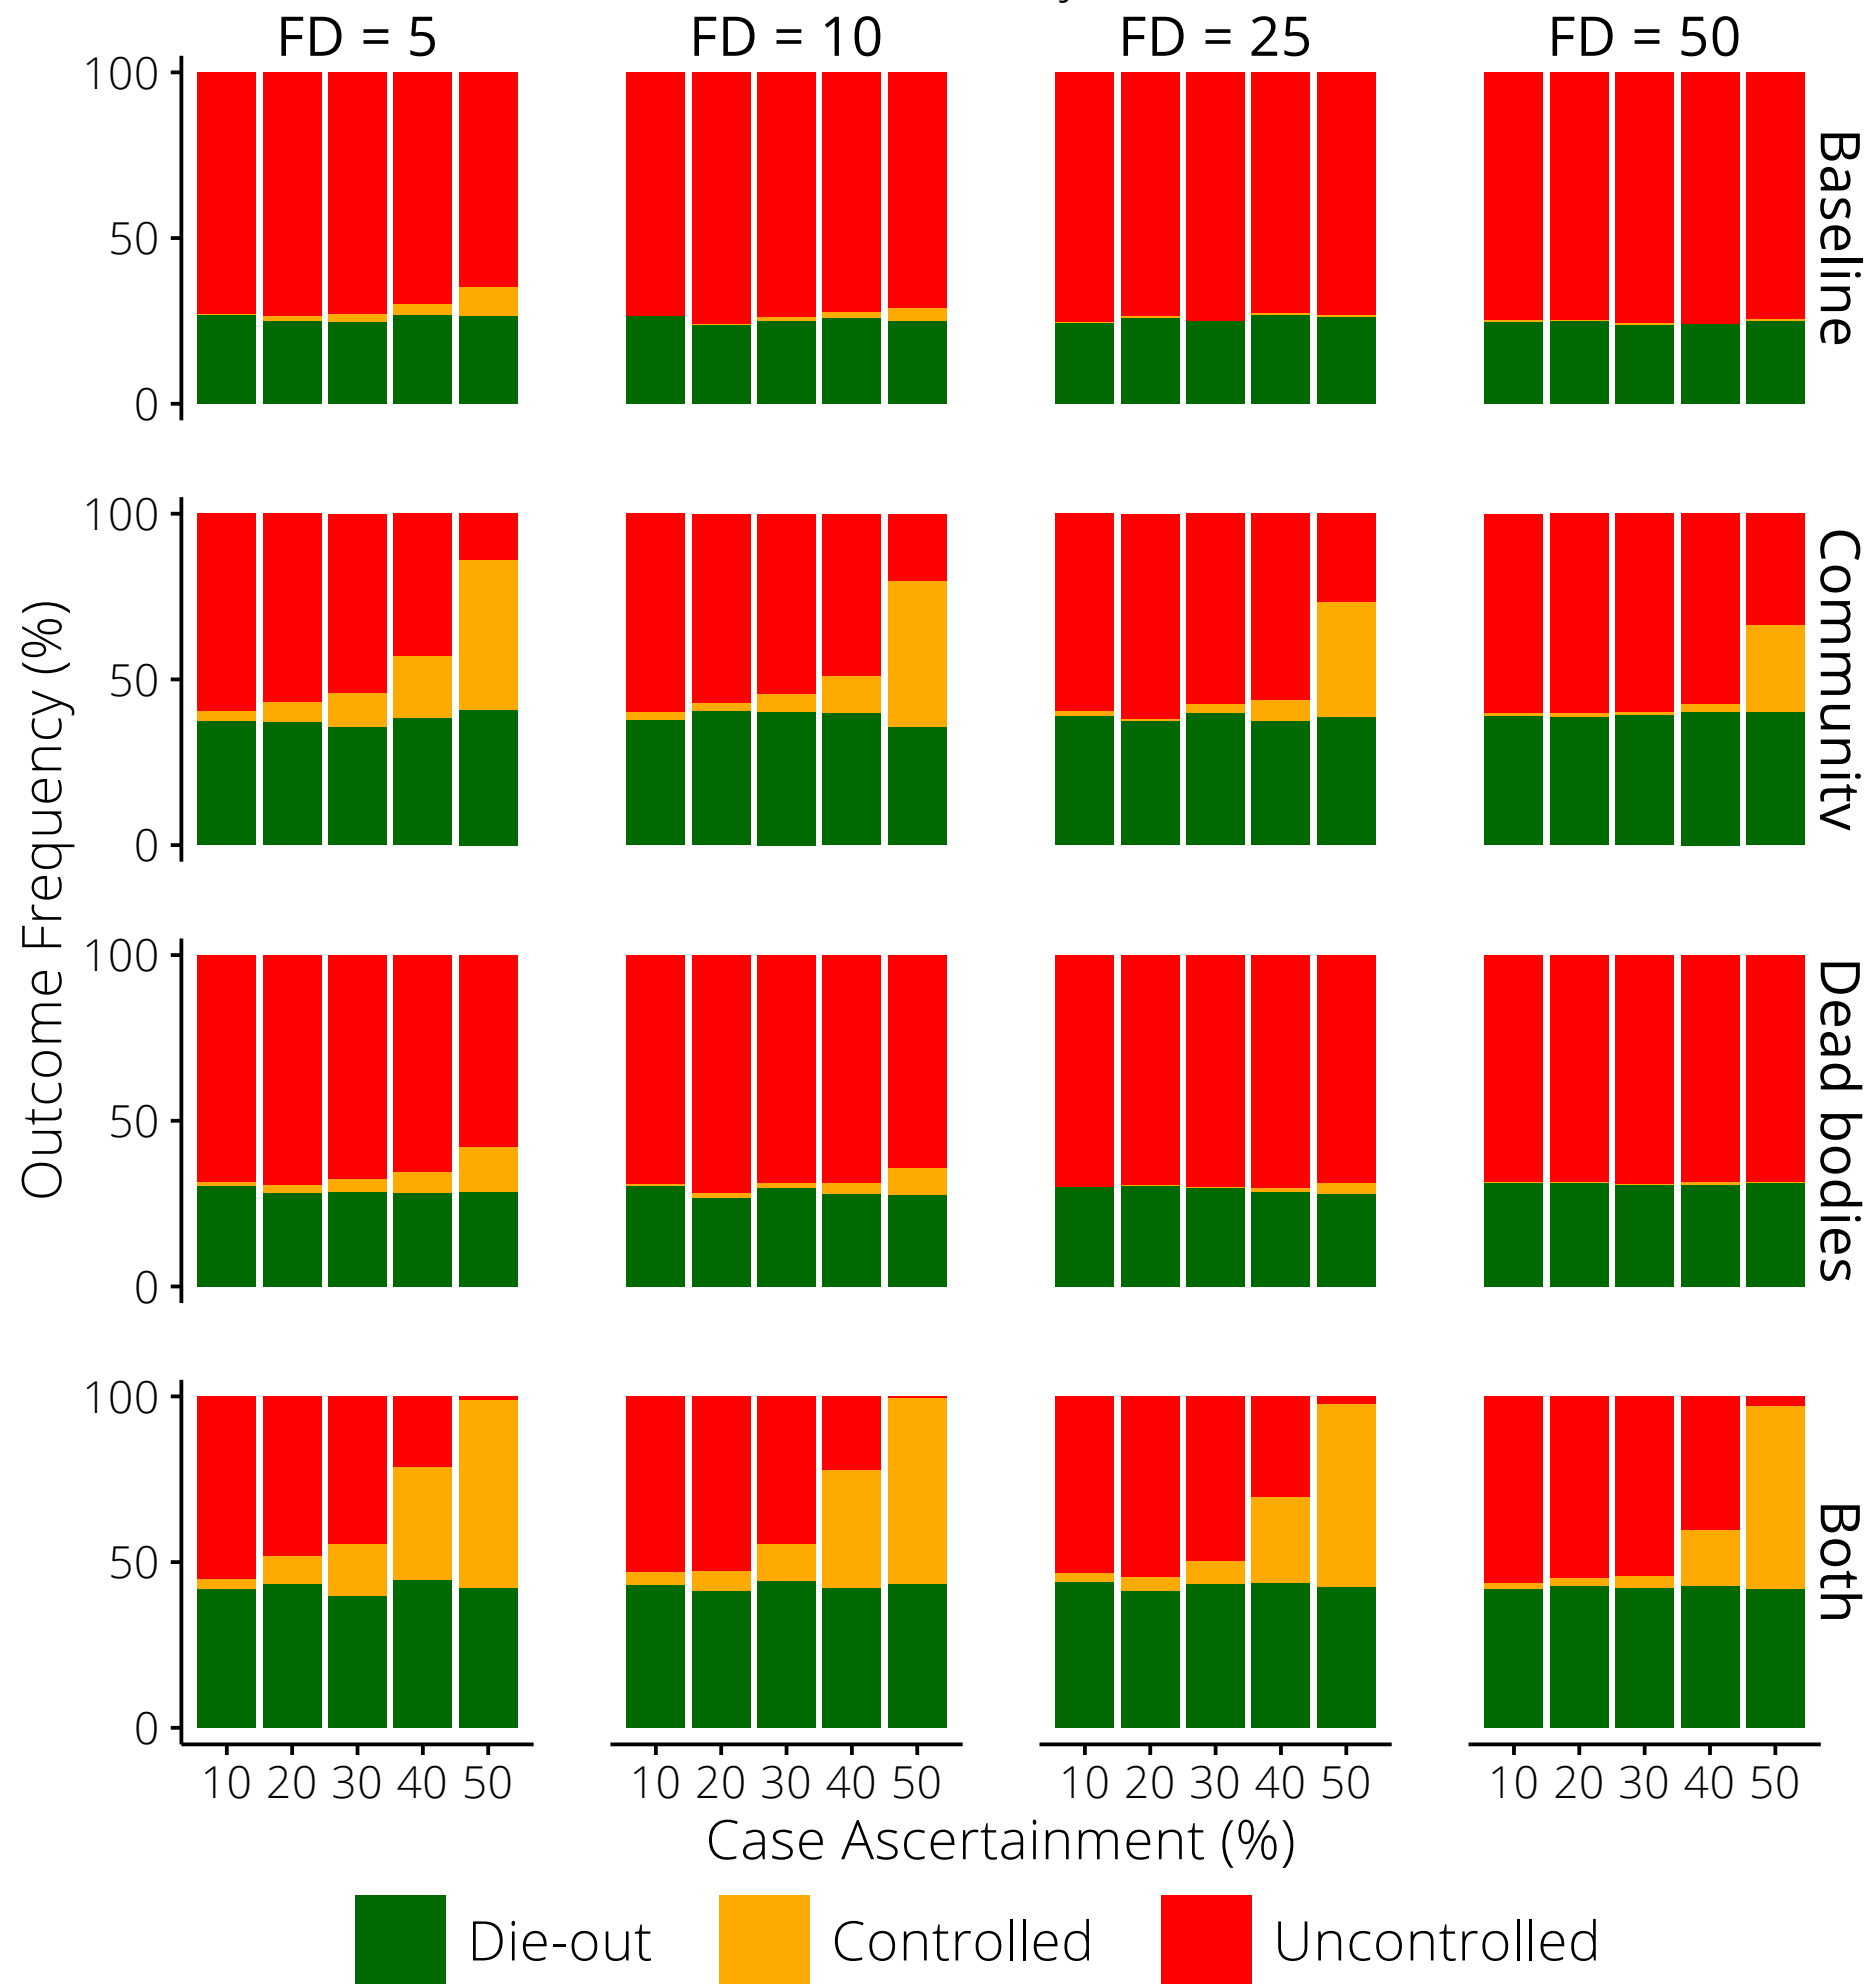 FD = 5 FD = 10 FD = 25 FD = 50
100
50
0
Baseline
100
50
0
Community
100
50
0
Dead bodies
100
50
0
Both
Outcome Frequency (%)
10 20 30 40 50 10 20 30 40 50 10 20 30 40 50 10 20 30 40 50
Case Ascertainment (%)
Die-out Controlled Uncontrolled